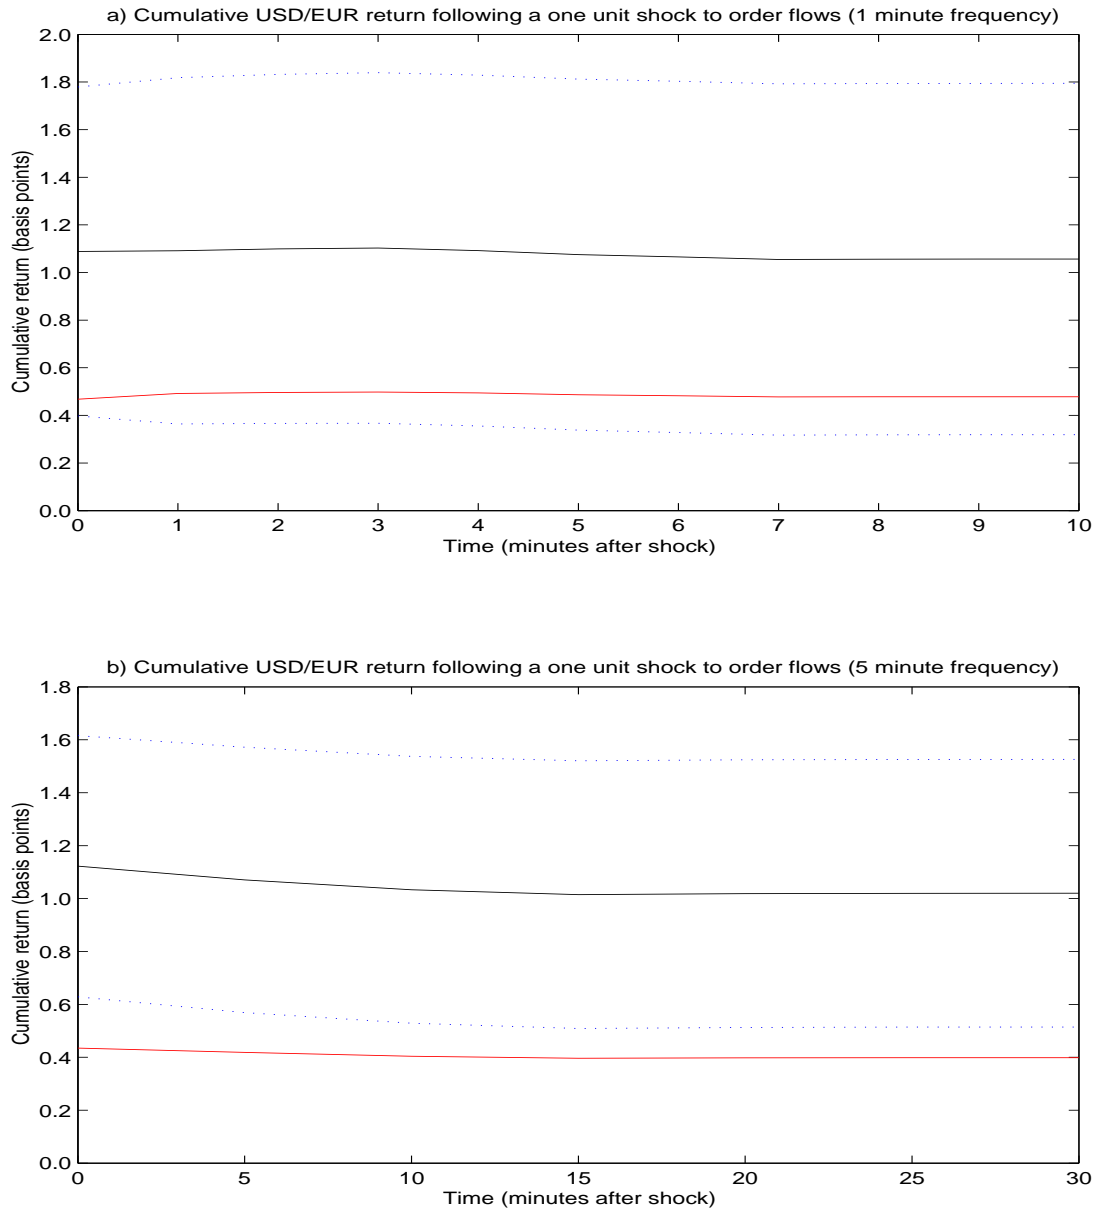 a) Cumulative USD/EUR return following a one unit shock to order flows (1 minute frequency)
2.0
1.8
1.6
1.4
1.2
1.0
0.8
0.6
0.4
0.2
0.0
Cumulative return (basis points)
0 1 2 3 4 5 6 7 8 9 10
Time (minutes after shock)
b) Cumulative USD/EUR return following a one unit shock to order flows (5 minute frequency)
1.8
1.6
1.4
1.2
1.0
0.8
0.6
0.4
0.2
0.0
Cumulative return (basis points)
0 5 10 15 20 25 30
Time (minutes after shock)